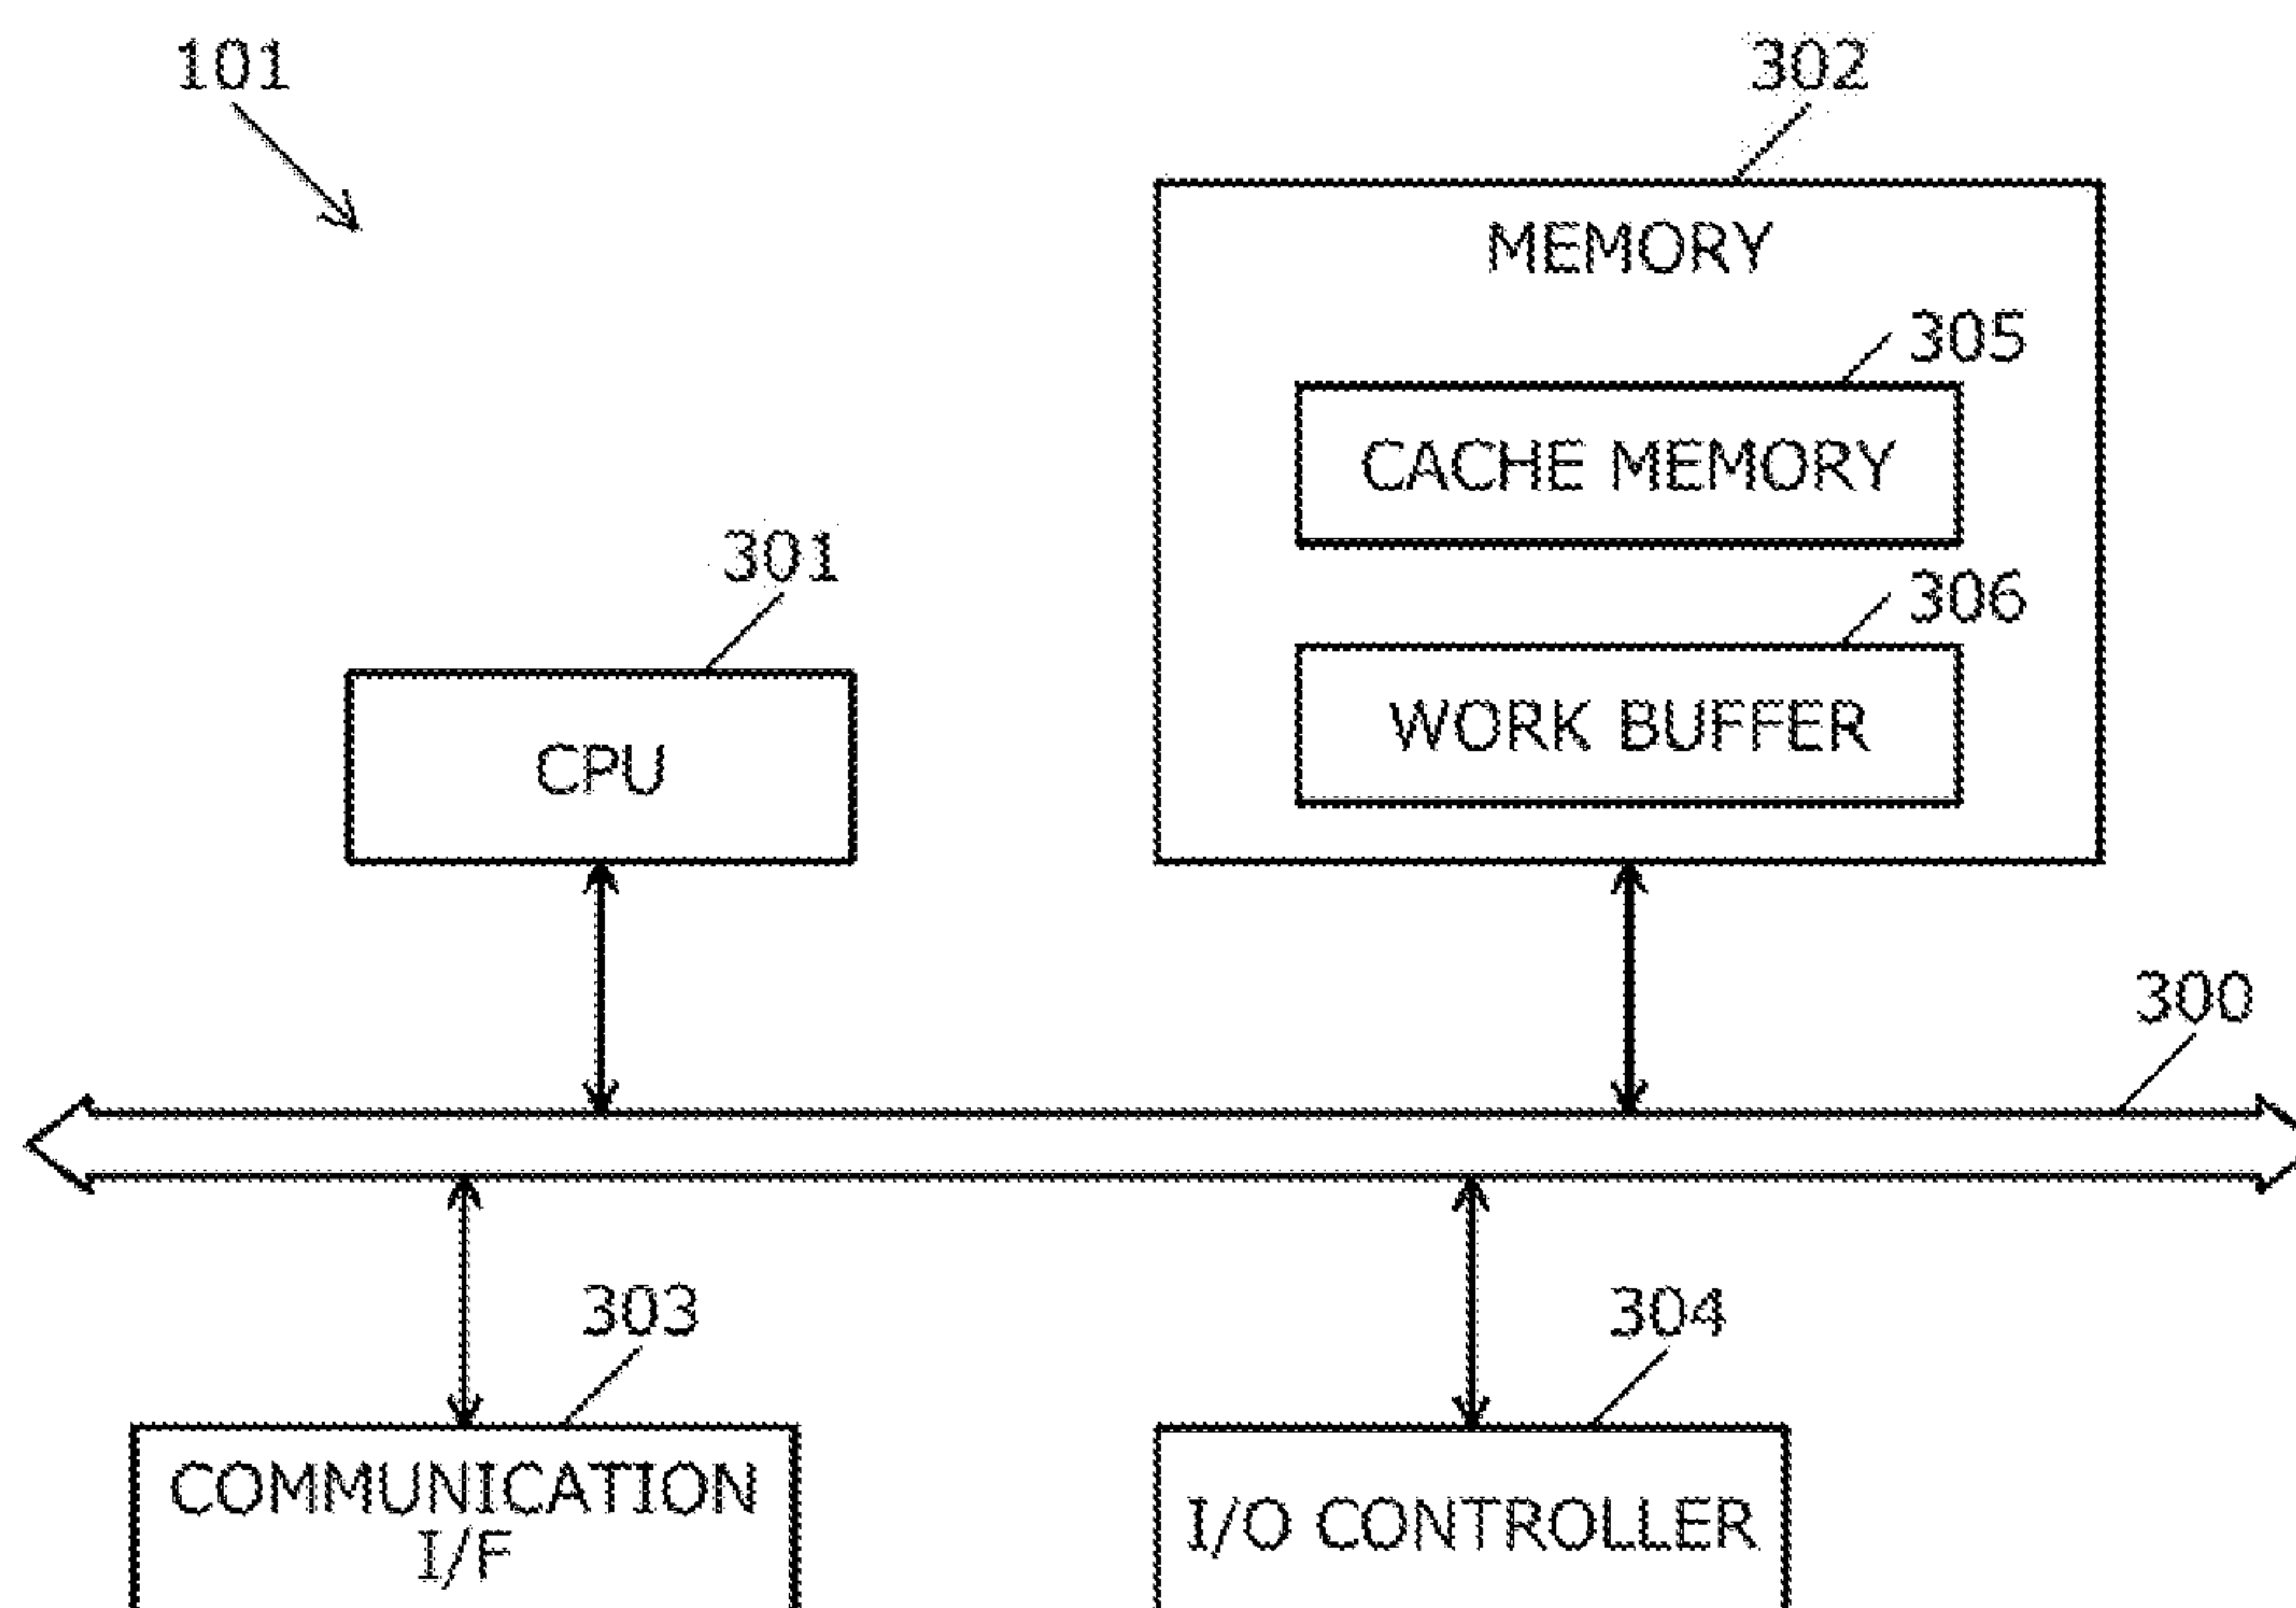 101
302
MEMORY
305
CACHE MEMORY
301
306
WORK BUFFER
CPU
300
303
304
COMMUNICATION
I/F
I/O CONTROLLER